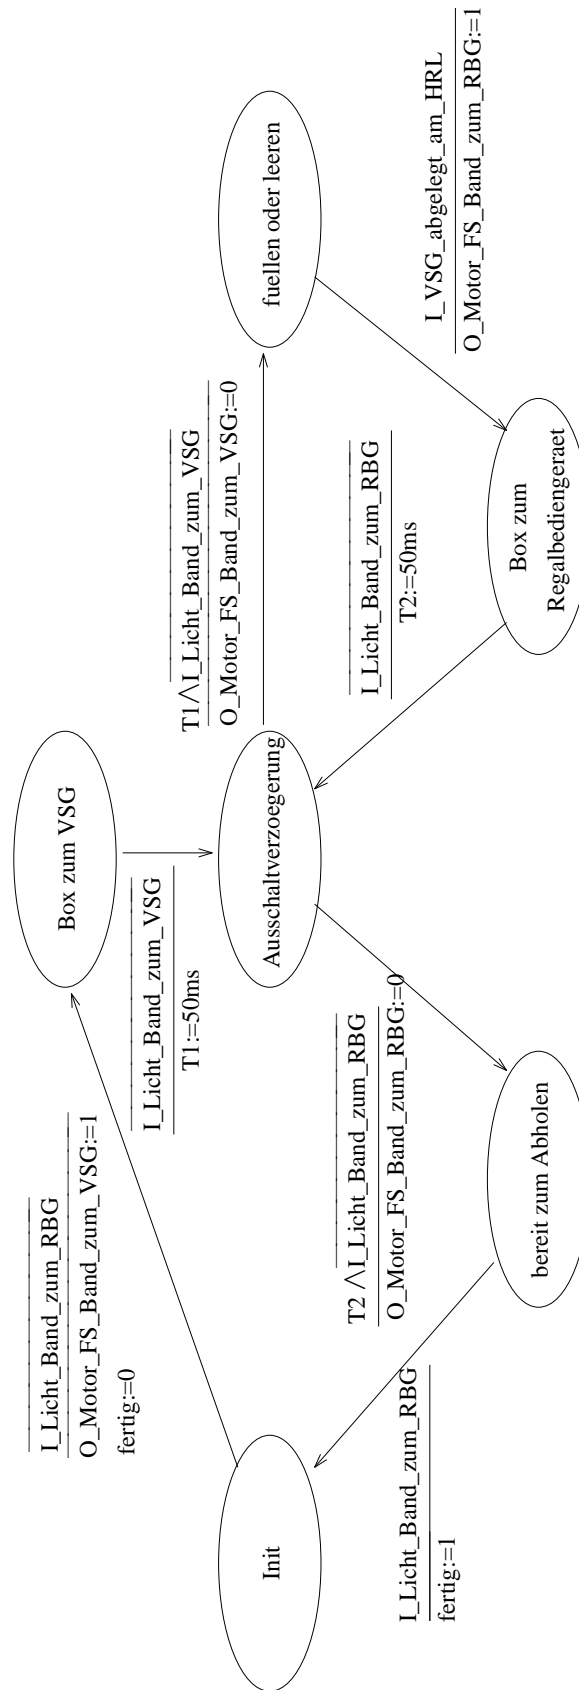 I_Licht_Band_zum_RBG
O_Motor_FS_Band_zum_VSG:=1
fertig:=0
Box zum VSG
I_Licht_Band_zum_VSG
T1:=50ms
Init
Ausschaltverzoegerung
T1∧I_Licht_Band_zum_VSG
O_Motor_FS_Band_zum_VSG:=0
fuellen oder leeren
I_Licht_Band_zum_RBG
fertig:=1
T2 ∧I_Licht_Band_zum_RBG
O_Motor_FS_Band_zum_RBG:=0
bereit zum Abholen
I_Licht_Band_zum_RBG
T2:=50ms
Box zum
Regalbediengeraet
I_VSG_abgelegt_am_HRL
O_Motor_FS_Band_zum_RBG:=1